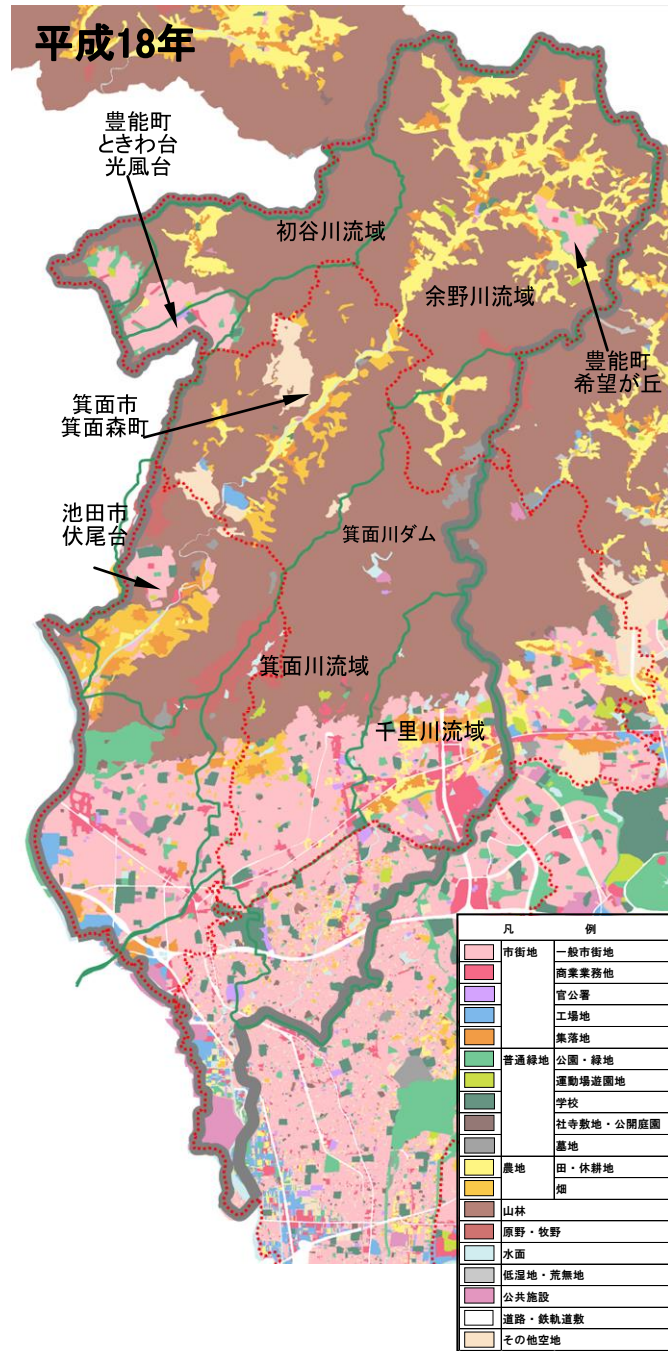 平成18年
豊能町
ときわ台
光風台
初谷川流域
余野川流域
豊能町
希望が丘
箕面市
箕面森町
池田市
伏尾台
箕面川ダム
箕面川流域
千里川流域
凡 例
市街地 一般市街地
商業業務他
官公署
工場地
集落地
普通緑地 公園・緑地
運動場遊園地
学校
社寺敷地・公開庭園
墓地
農地 田・休耕地
畑
山林
原野・牧野
水面
低湿地・荒無地
公共施設
道路・鉄軌道敷
その他空地